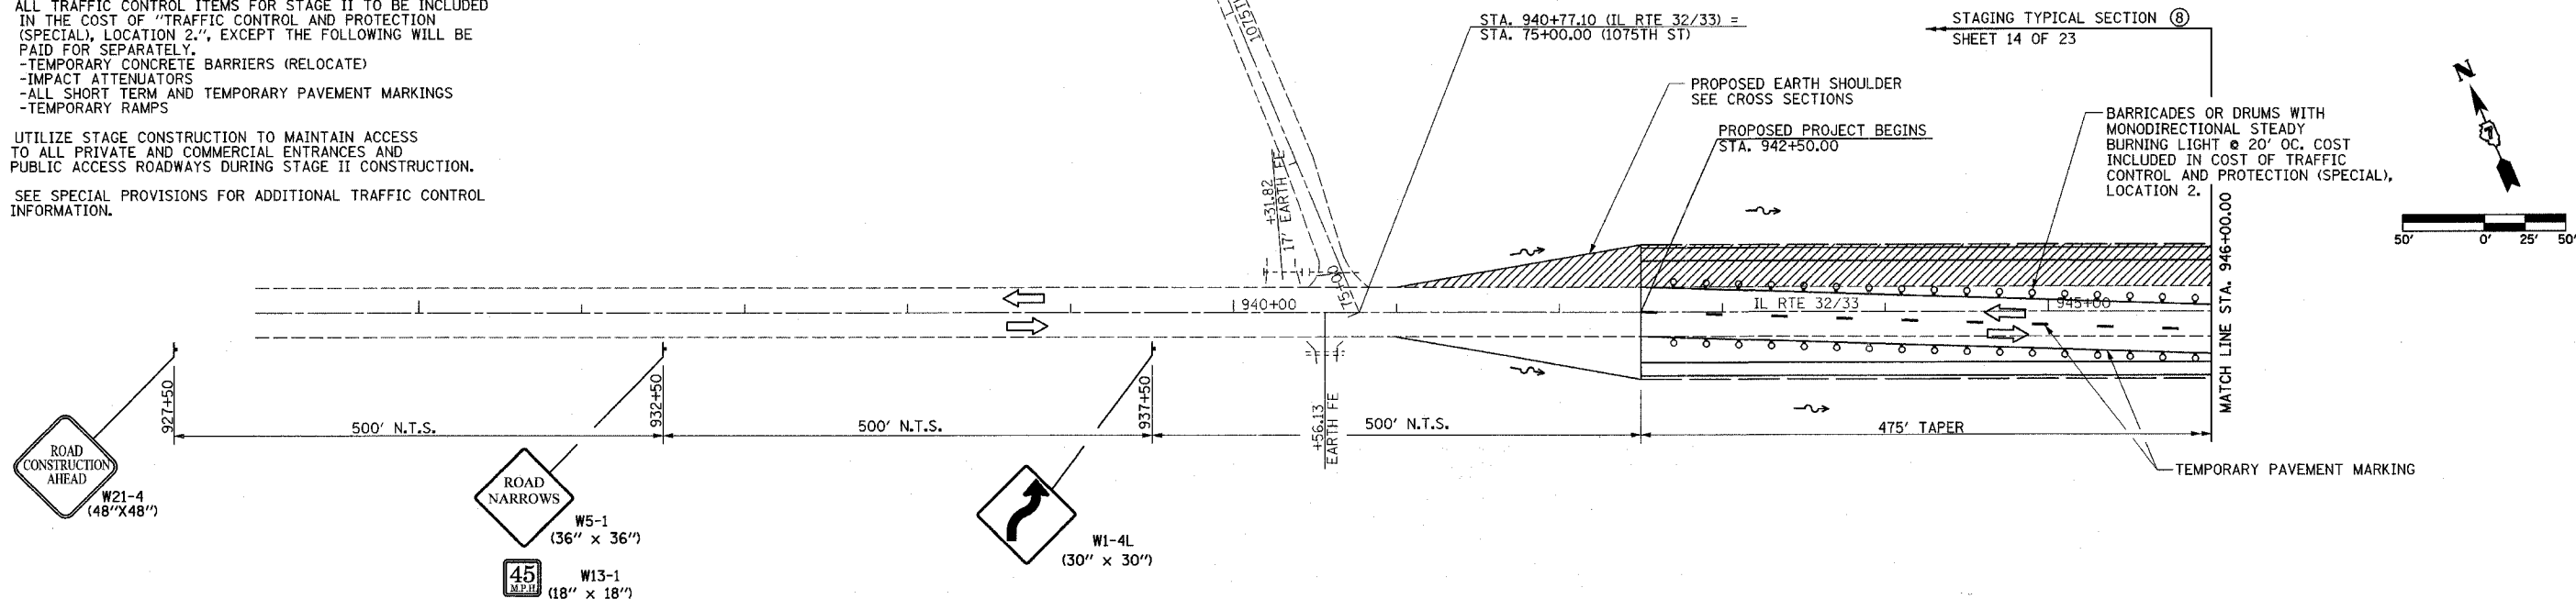 ALL TRAFFIC CONTROL ITEMS FOR STAGE II TO BE INCLUDED
IN THE COST OF "TRAFFIC CONTROL AND PROTECTION
(SPECIAL), LOCATION 2.", EXCEPT THE FOLLOWING WILL BE
PAID FOR SEPARATELY.
-TEMPORARY CONCRETE BARRIERS (RELOCATE)
-IMPACT ATTENUATORS
-ALL SHORT TERM AND TEMPORARY PAVEMENT MARKINGS
-TEMPORARY RAMPS
UTILIZE STAGE CONSTRUCTION TO MAINTAIN ACCESS
TO ALL PRIVATE AND COMMERCIAL ENTRANCES AND
PUBLIC ACCESS ROADWAYS DURING STAGE II CONSTRUCTION.
SEE SPECIAL PROVISIONS FOR ADDITIONAL TRAFFIC CONTROL
INFORMATION.
STA. 940+77.10 (IL RTE 32/33) =
STA. 75+00.00 (1075TH ST)
STAGING TYPICAL SECTION 8
SHEET 14 OF 23
PROPOSED EARTH SHOULDER
SEE CROSS SECTIONS
PROPOSED PROJECT BEGINS
STA. 942+50.00
BARRICADES OR DRUMS WITH
MONODIRECTIONAL STEADY
BURNING LIGHT @ 20' OC. COST
INCLUDED IN COST OF TRAFFIC
CONTROL AND PROTECTION (SPECIAL),
LOCATION 2.
N
50' 0' 25' 50'
+31.82
17' EARTH FE
75+00
940+00
IL RTE 32/33
945+00
MATCH LINE STA. 946+00.00
927+50
932+50
937+50
+56.13
EARTH FE
500' N.T.S.
500' N.T.S.
500' N.T.S.
475' TAPER
TEMPORARY PAVEMENT MARKING
ROAD
CONSTRUCTION
AHEAD
W21-4
(48"X48")
ROAD
NARROWS
W5-1
(36" x 36")
45
M.P.H.
W13-1
(18" x 18")
W1-4L
(30" x 30")